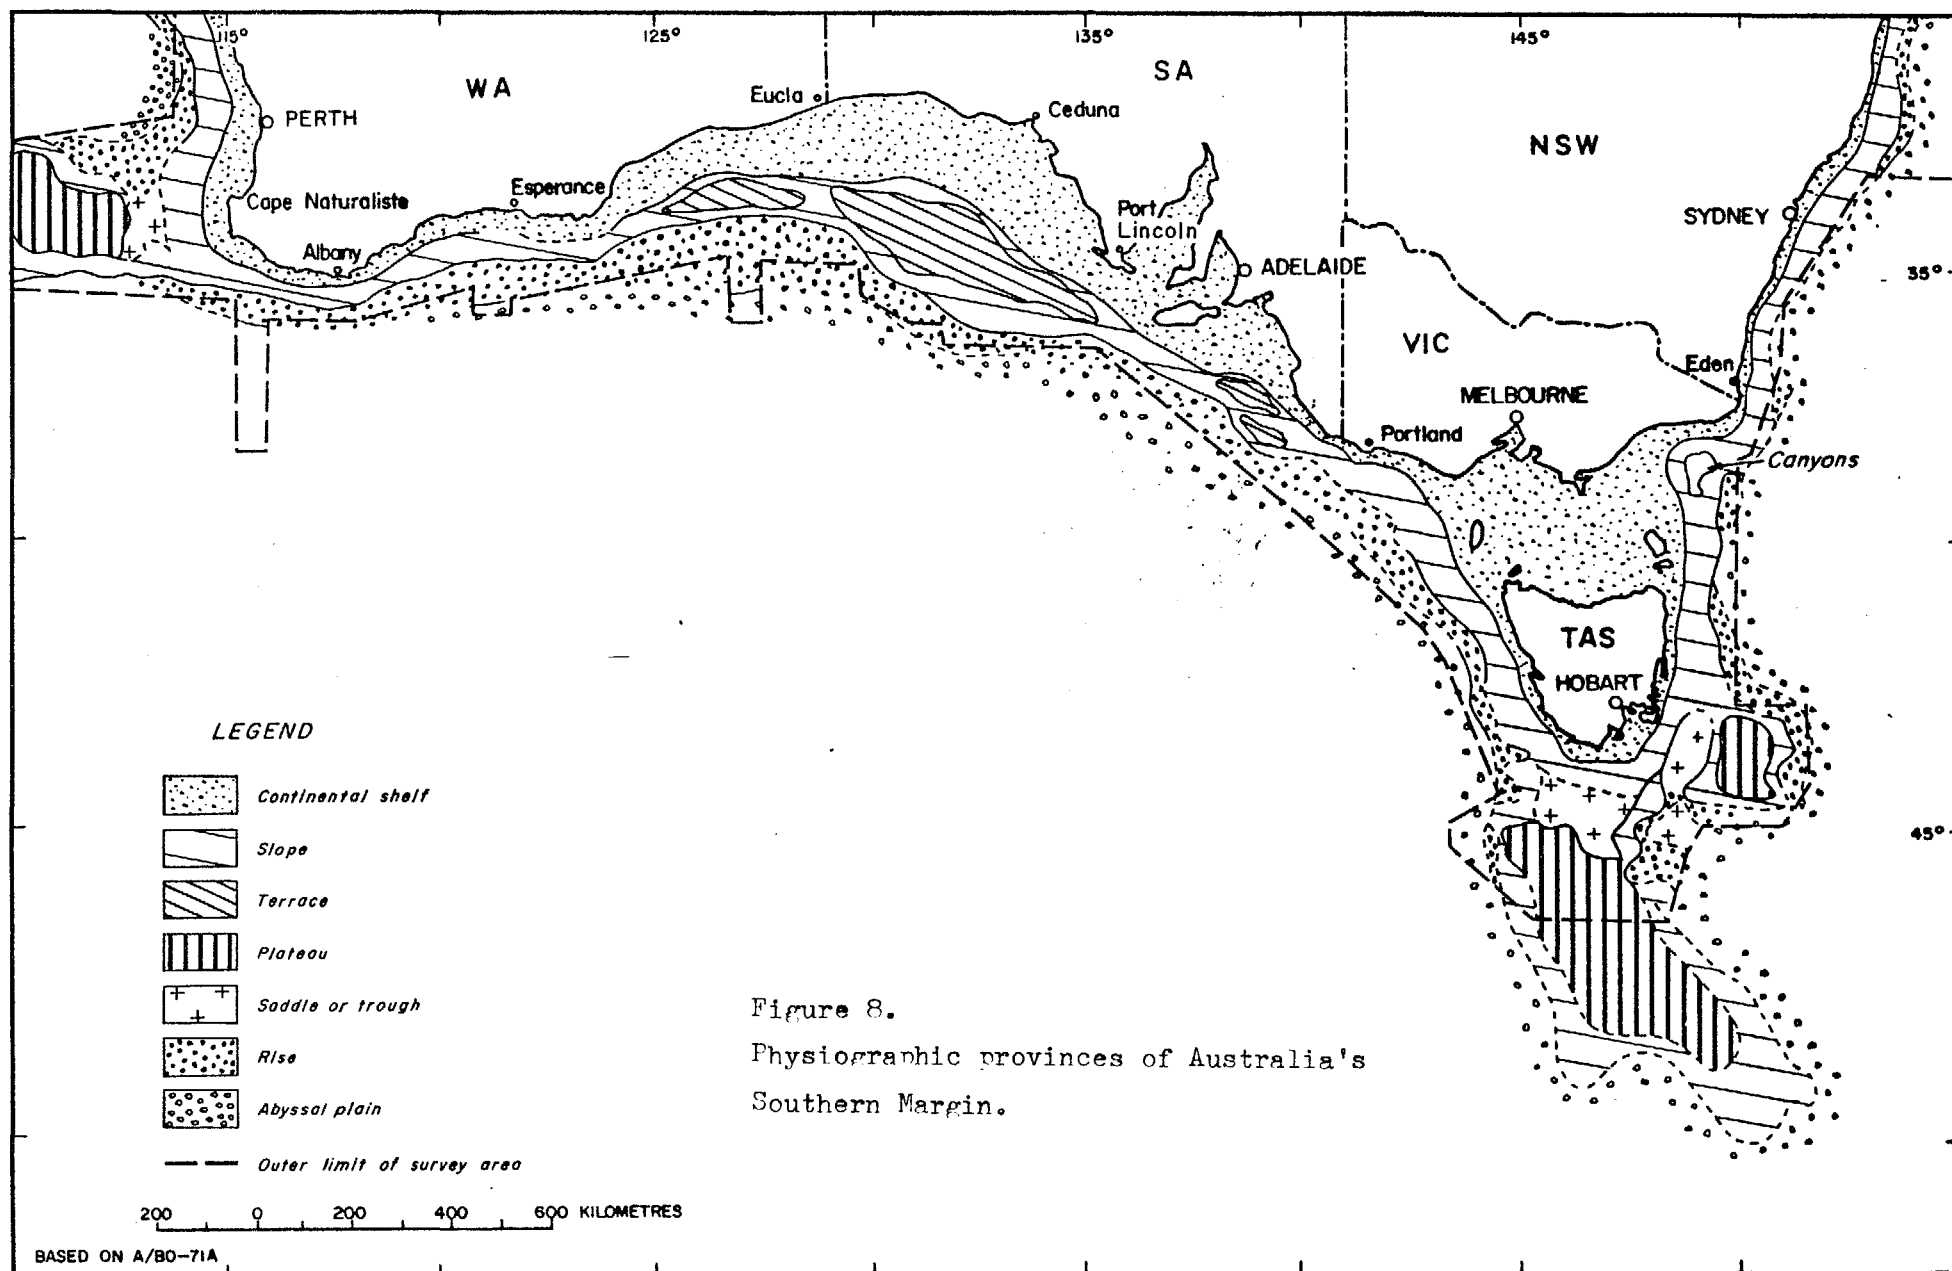 115°
125°
135°
145°
WA
SA
Eucla
Ceduna
PERTH
NSW
Esperance
Cape Naturaliste
Port
Lincoln
SYDNEY
Albany
ADELAIDE
35°
VIC
Eden
MELBOURNE
Portland
Canyons
TAS
HOBART
45°
LEGEND
Continental shelf
Slope
Terrace
Plateau
Saddle or trough
Rise
Abyssal plain
Outer limit of survey area
Figure 8.
Physiographic provinces of Australia's
Southern Margin.
200 0 200 400 600 KILOMETRES
BASED ON A/BO-71A